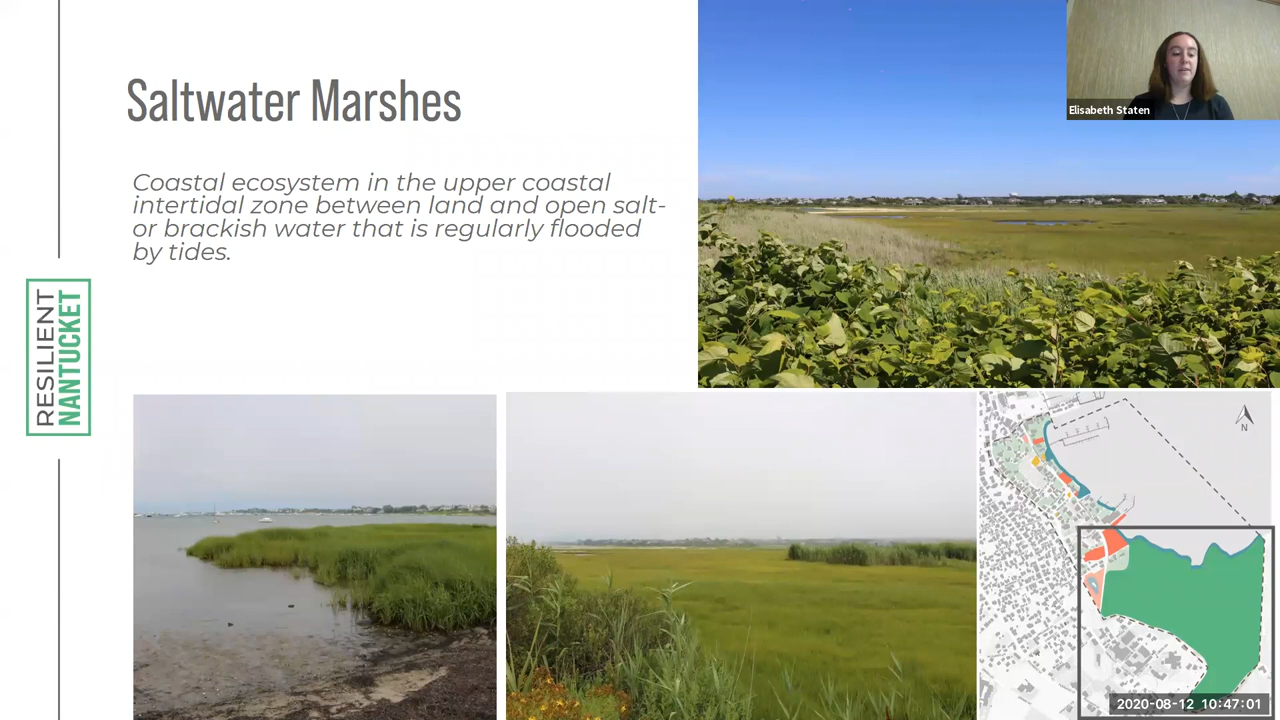 Saltwater Marshes
Coastal ecosystem in the upper coastal
intertidal zone between land and open salt-
or brackish water that is regularly flooded
by tides.
RESILIENT
NANTUCKET
Elisabeth Staten
N
2020-08-12 10:47:01